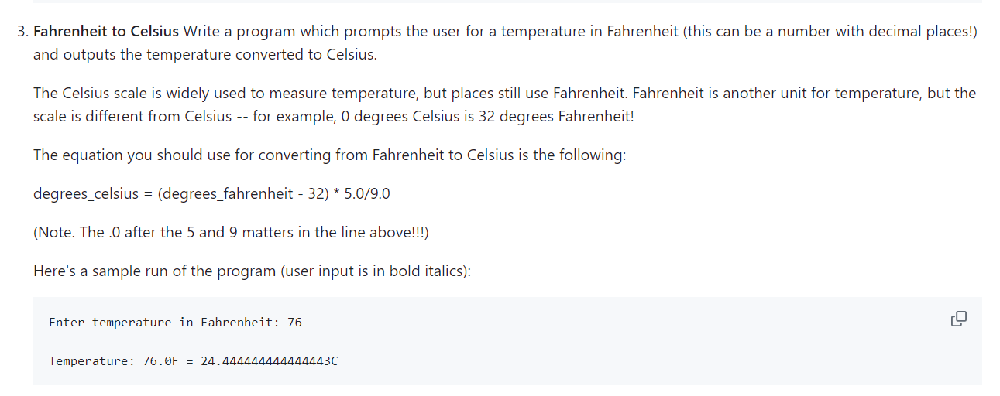 3. Fahrenheit to Celsius Write a program which prompts the user for a temperature in Fahrenheit (this can be a number with decimal places!)
and outputs the temperature converted to Celsius.
The Celsius scale is widely used to measure temperature, but places still use Fahrenheit. Fahrenheit is another unit for temperature, but the
scale is different from Celsius -- for example, 0 degrees Celsius is 32 degrees Fahrenheit!
The equation you should use for converting from Fahrenheit to Celsius is the following:
degrees_celsius = (degrees_fahrenheit - 32) * 5.0/9.0
(Note. The .0 after the 5 and 9 matters in the line above!!!)
Here's a sample run of the program (user input is in bold italics):
Enter temperature in Fahrenheit: 76
Temperature: 76.0F = 24.444444444444443C